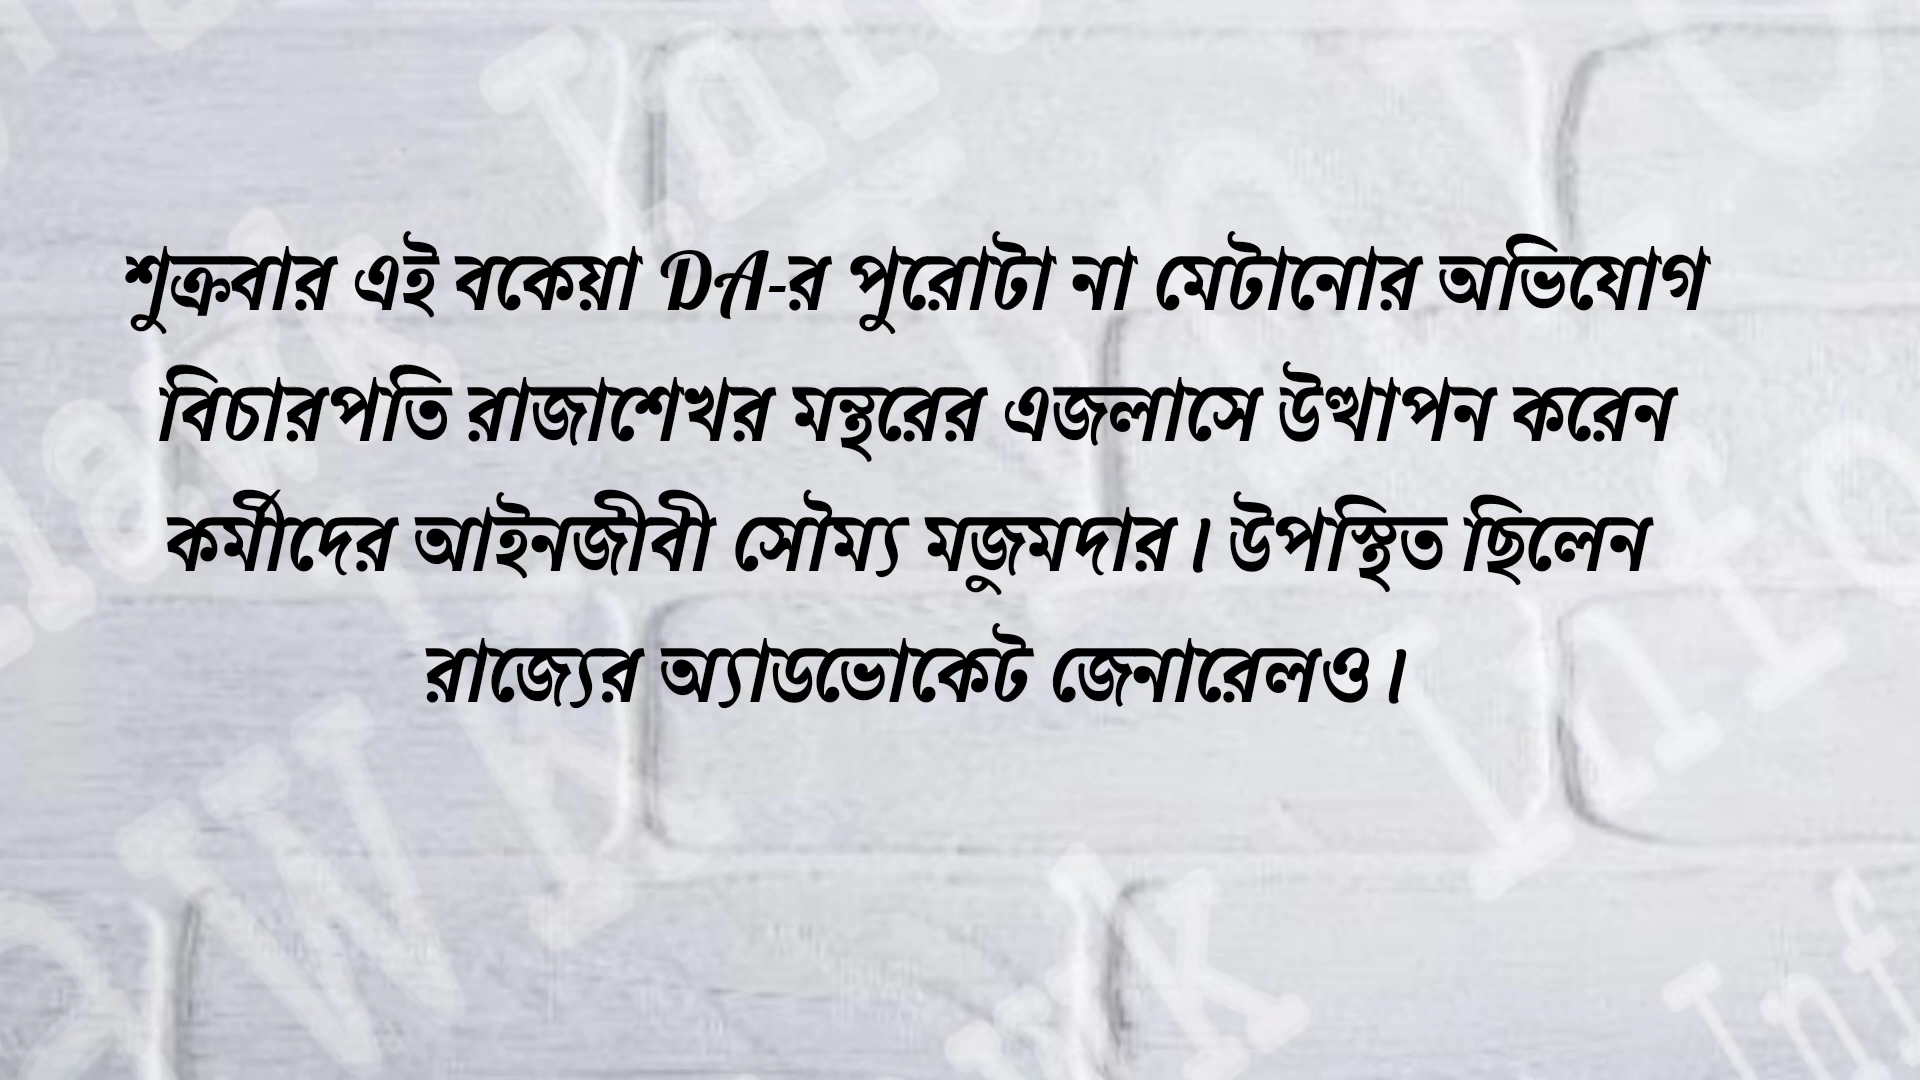 শুক্রবার এই বকেয়া DA-র পুরোটা না মেটানোর অভিযোগ
বিচারপতি রাজাশেখর মন্থরের এজলাসে উত্থাপন করেন
কর্মীদের আইনজীবী সৌম্য মজুমদার। উপস্থিত ছিলেন
রাজ্যের অ্যাডভোকেট জেনারেলও।